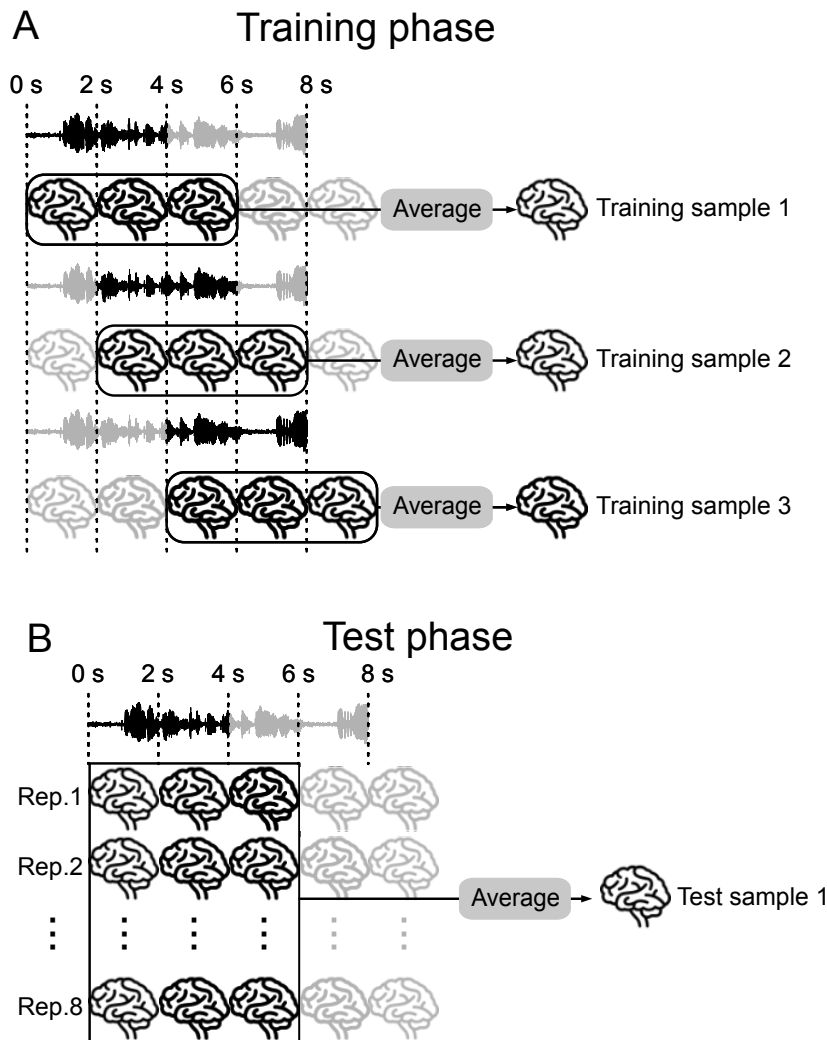 A
Training phase
0 s 2 s 4 s 6 s 8 s
Average
Training sample 1
Average
Training sample 2
Average
Training sample 3
B
Test phase
0 s 2 s 4 s 6 s 8 s
Rep.1
Rep.2
Average
Test sample 1
Rep.8